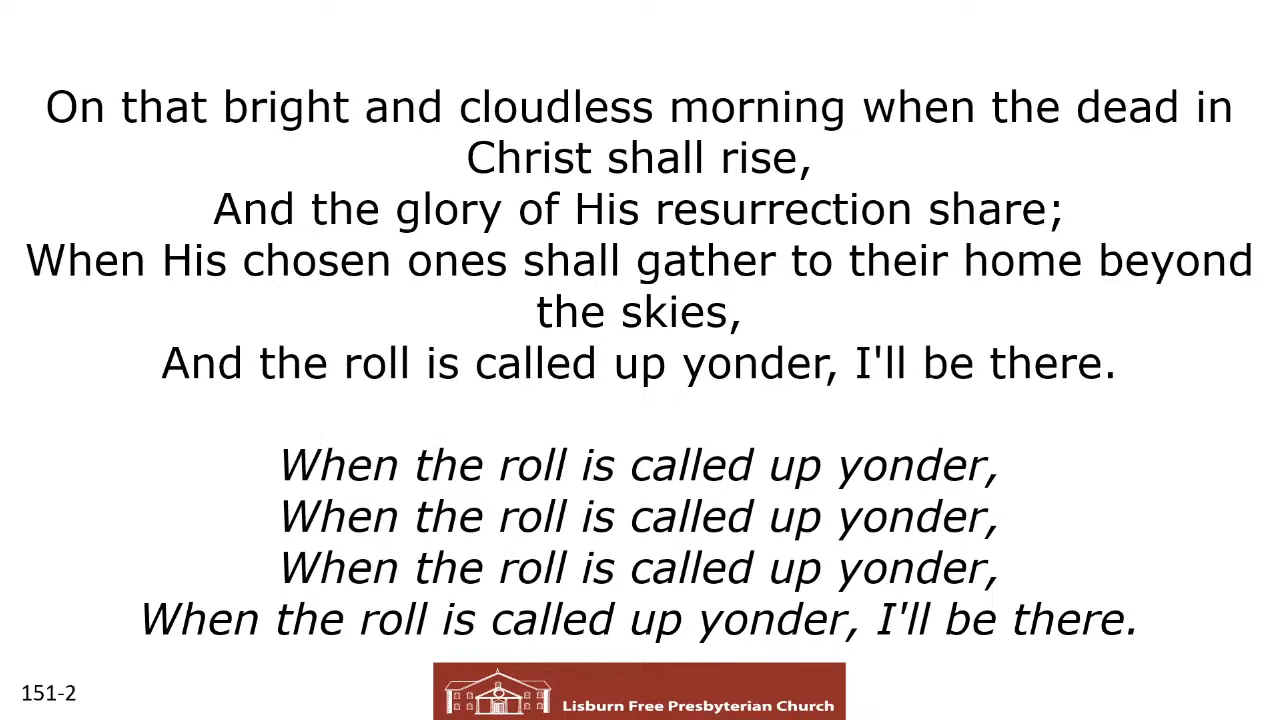 On that bright and cloudless morning when the dead in
Christ shall rise,
And the glory of His resurrection share;
When His chosen ones shall gather to their home beyond
the skies,
And the roll is called up yonder, I'll be there.
When the roll is called up yonder,
When the roll is called up yonder,
When the roll is called up yonder,
When the roll is called up yonder, I'll be there.
151-2
Lisburn Free Presbyterian Church